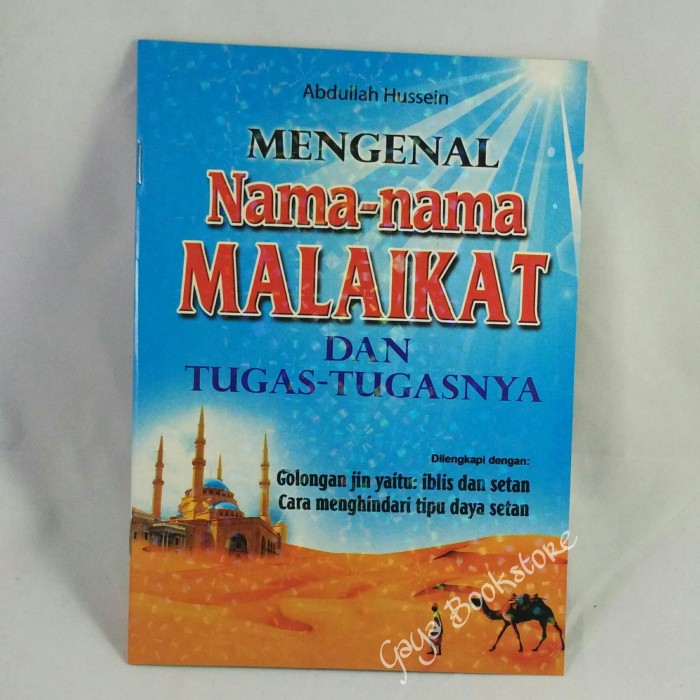 Abdullah Hussein
MENGENAL
Nama-nama
MALAIKAT
DAN
TUGAS-TUGASNYA
Dilengkapi dengan:
Golongan jin yaitu: iblis dan setan
Cara menghindari tipu daya setan
Gaya Bookstore